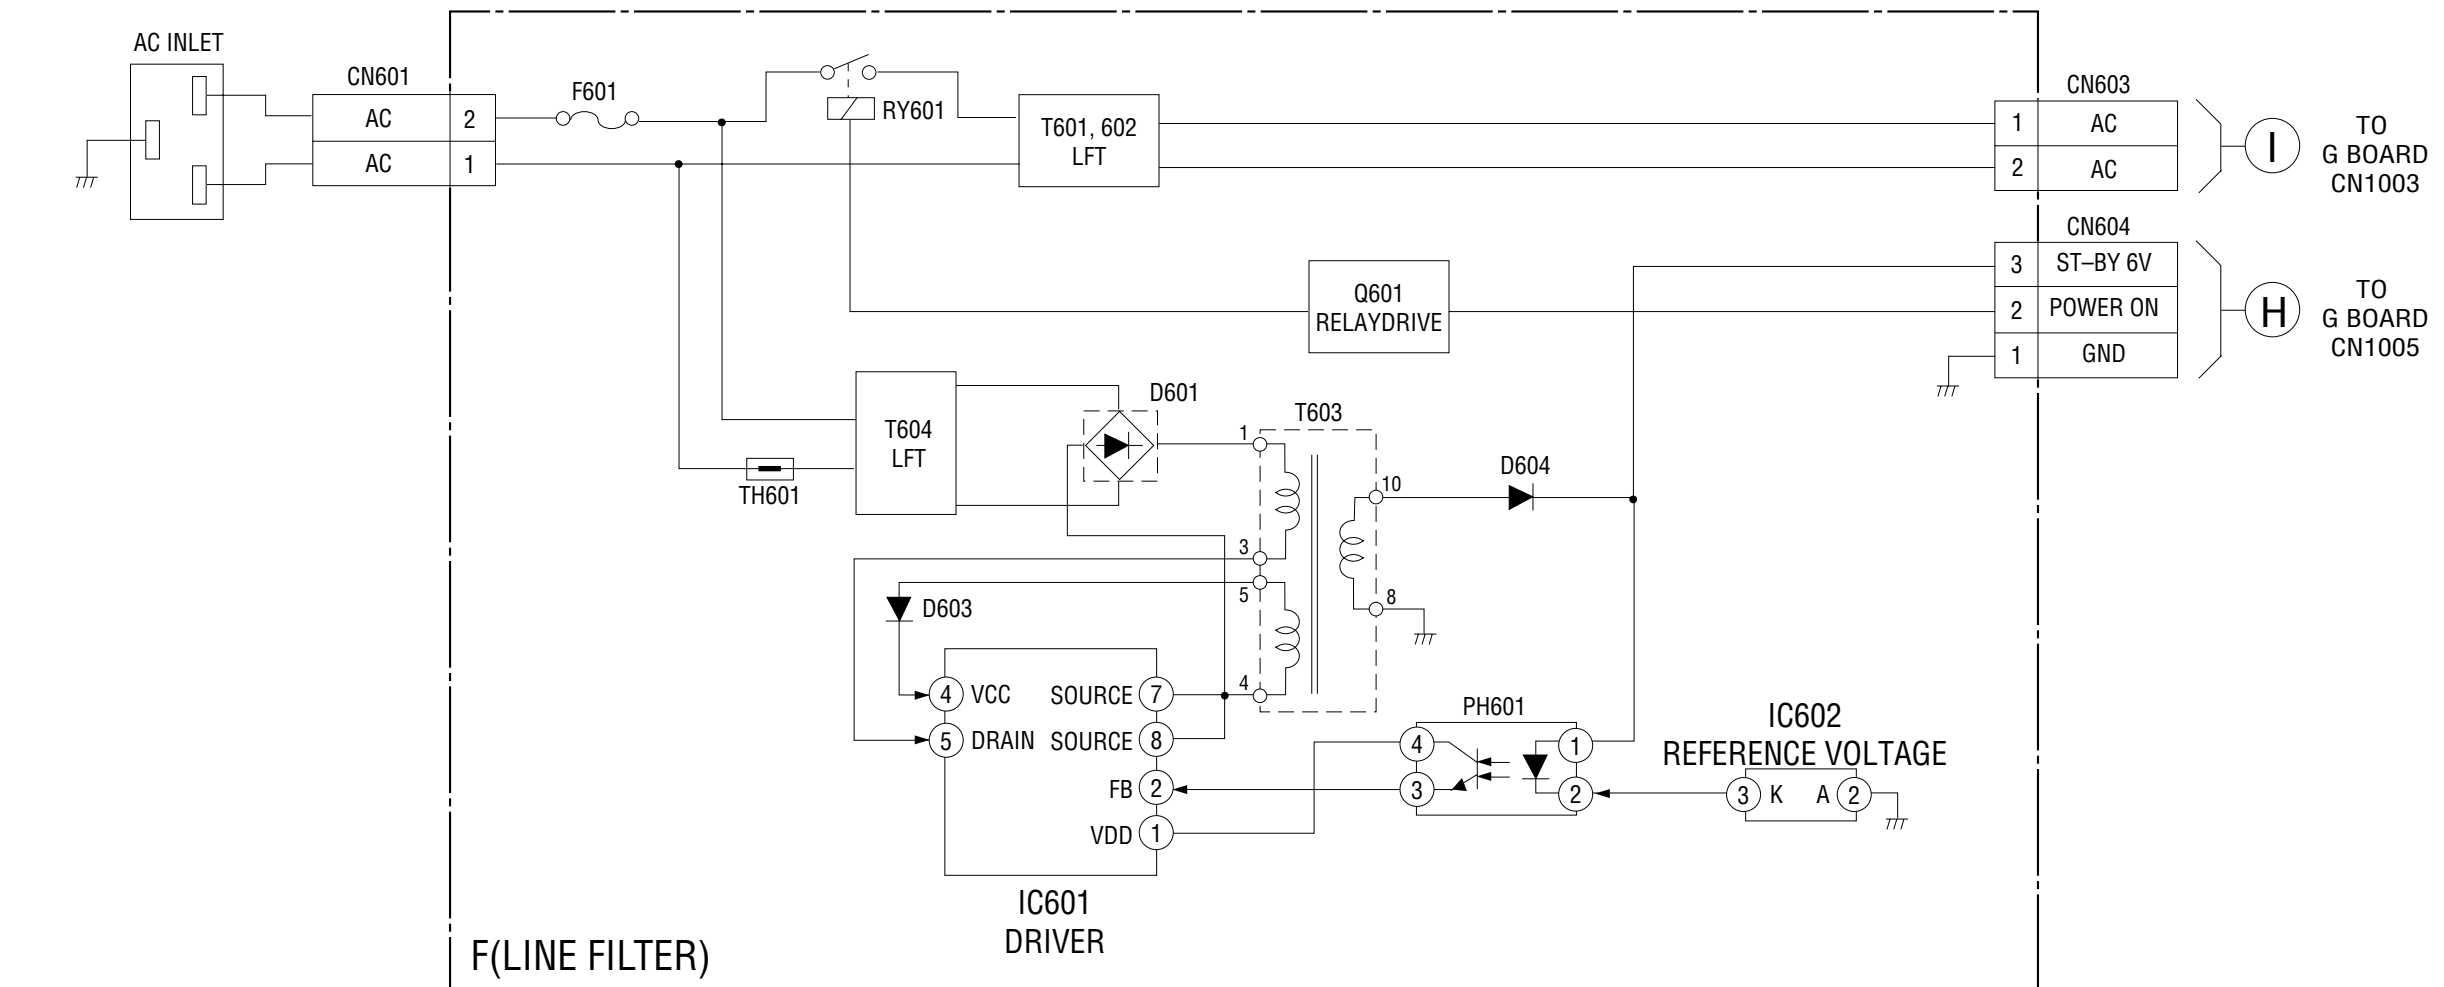 AC INLET
CN601
AC
2
AC
1
F601
RY601
T601, 602
LFT
CN603
1
AC
2
AC
I
TO
G BOARD
CN1003
CN604
3
ST–BY 6V
2
POWER ON
1
GND
H
TO
G BOARD
CN1005
Q601
RELAYDRIVE
T604
LFT
TH601
D601
T603
1
3
5
4
10
8
D604
D603
4
VCC
5
DRAIN
SOURCE
7
SOURCE
8
FB
2
VDD
1
IC601
DRIVER
PH601
4
3
1
2
IC602
REFERENCE VOLTAGE
3
K
A
2
F(LINE FILTER)